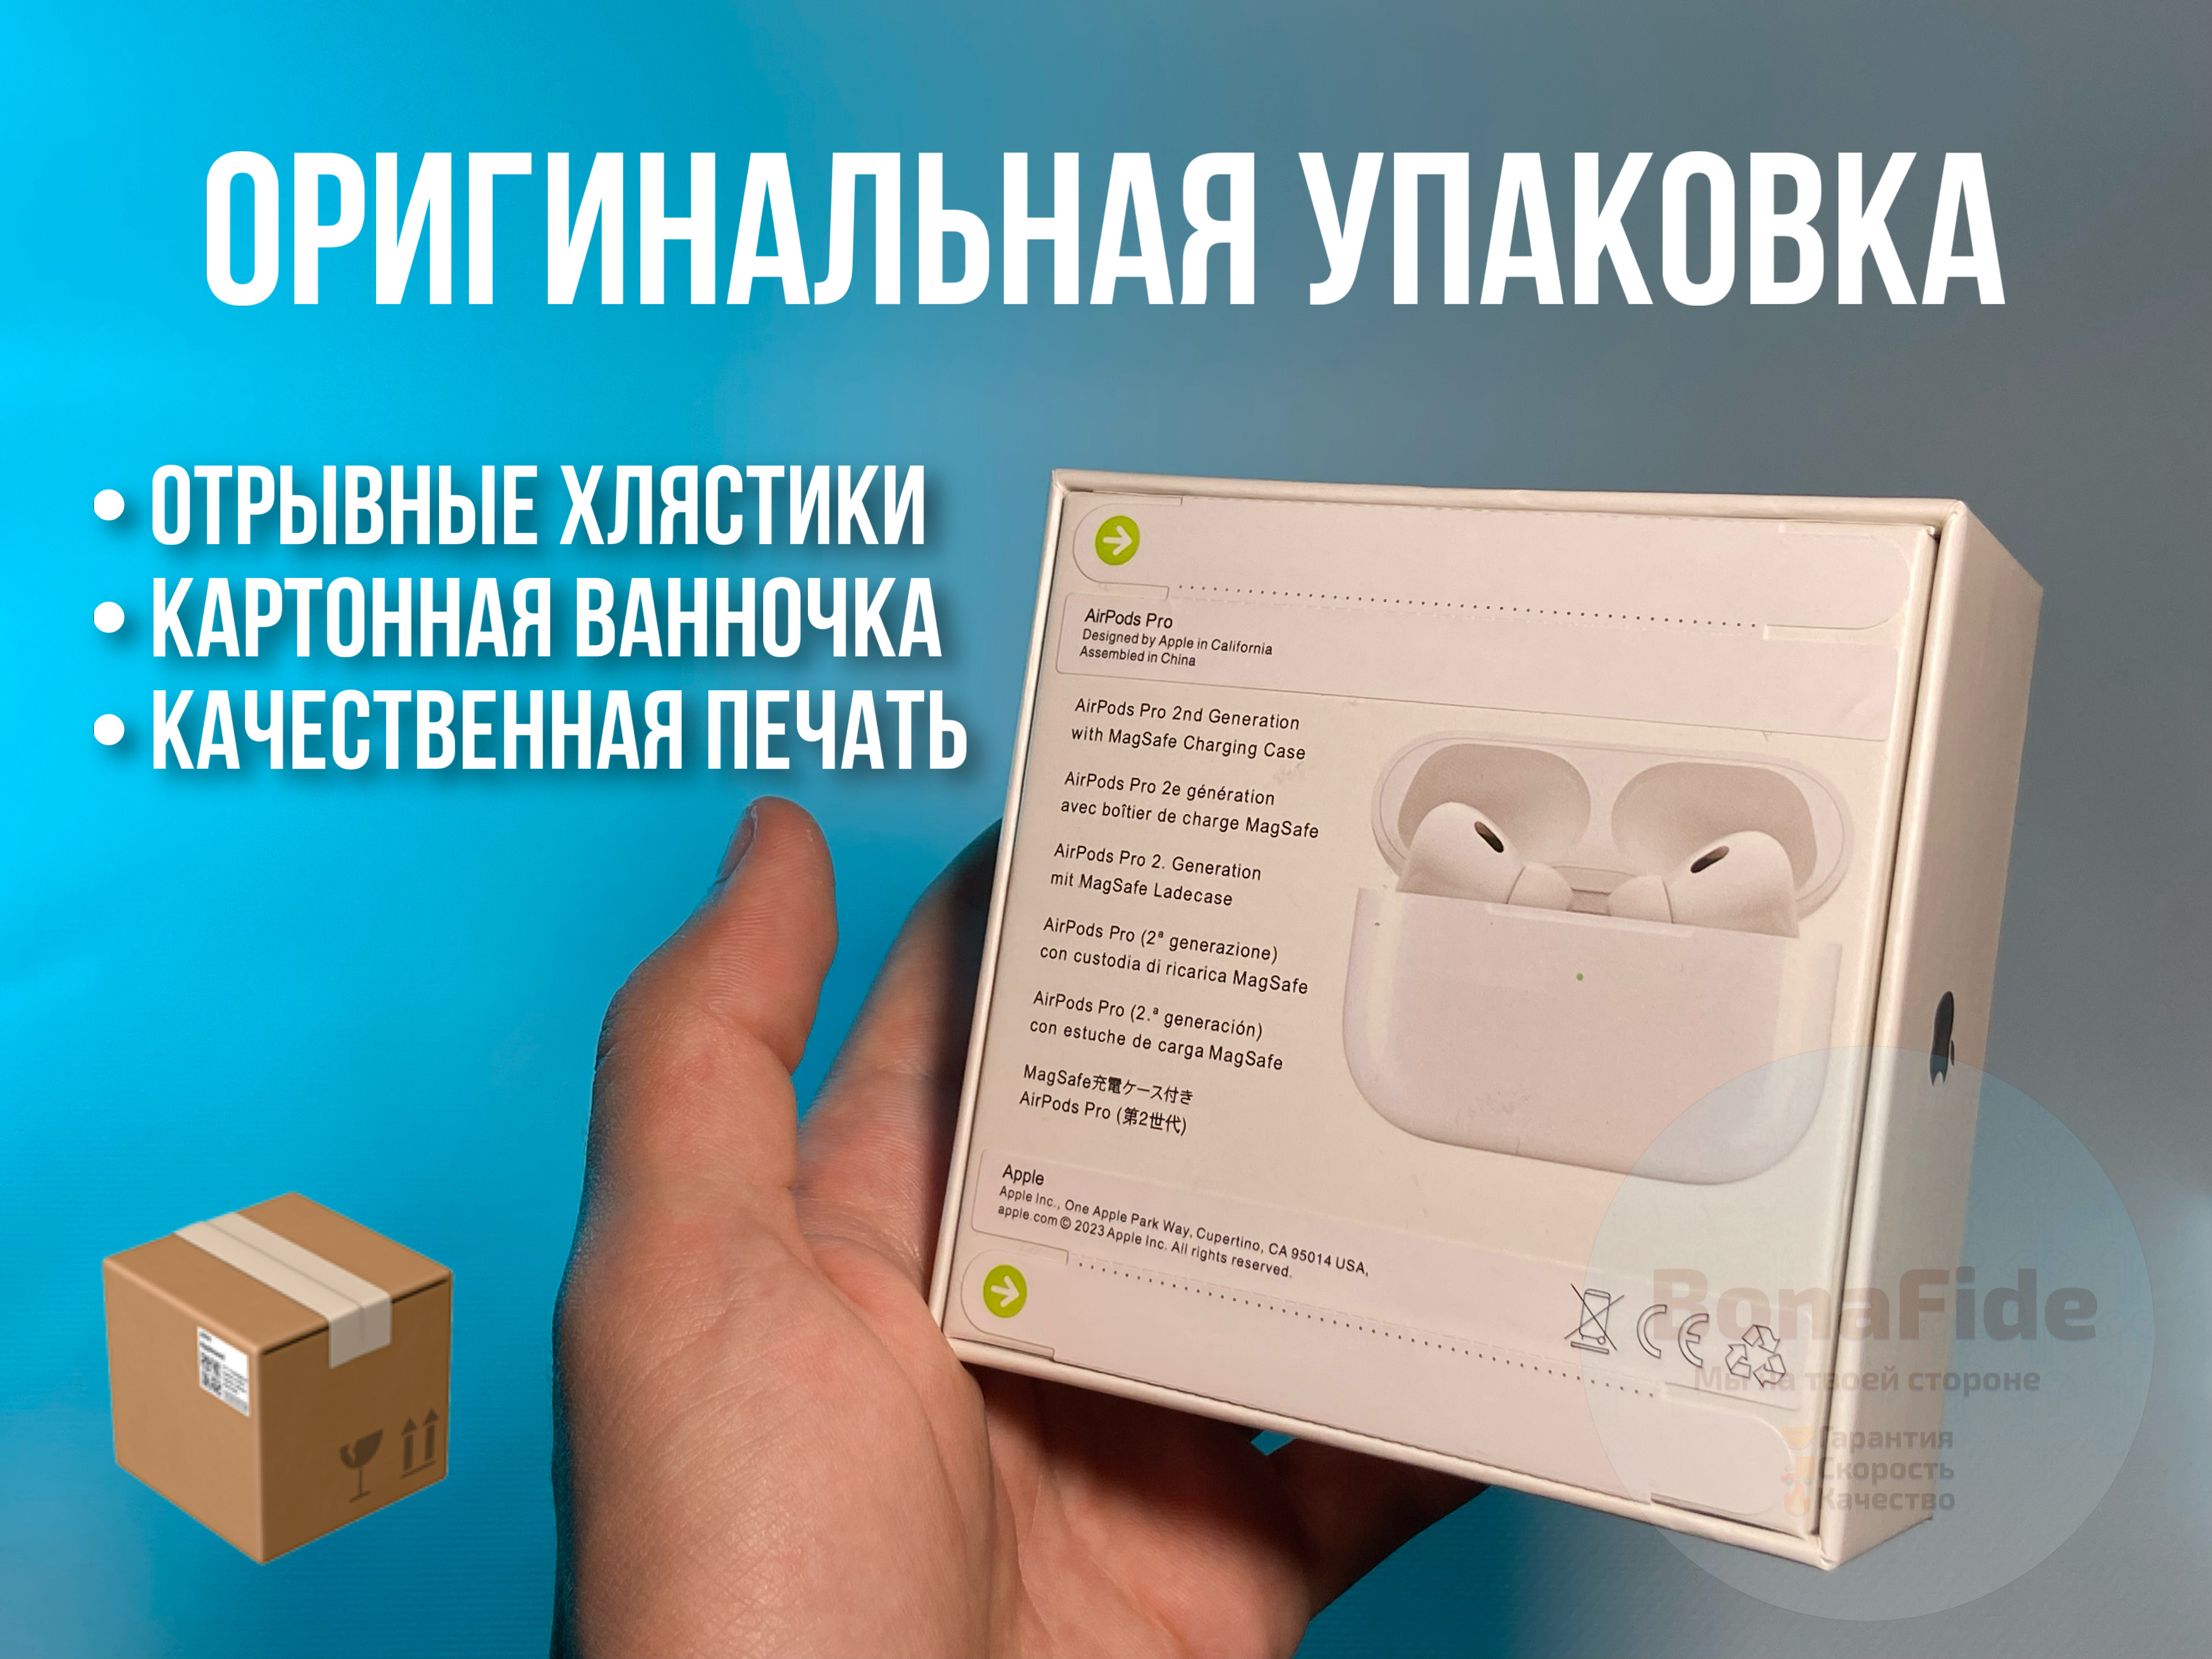 ОРИГИНАЛЬНАЯ УПАКОВКА
• ОТРЫВНЫЕ ХЛЯСТИКИ
• КАРТОННАЯ ВАННОЧКА
• КАЧЕСТВЕННАЯ ПЕЧАТЬ
AirPods Pro
Designed by Apple in California
Assembled in China
AirPods Pro 2nd Generation
with MagSafe Charging Case
AirPods Pro 2e génération
avec boîtier de charge MagSafe
AirPods Pro 2. Generation
mit MagSafe Ladecase
AirPods Pro (2ª generazione)
con custodia di ricarica MagSafe
AirPods Pro (2.ª generación)
con estuche de carga MagSafe
MagSafe充電ケース付き
AirPods Pro (第2世代)
Apple
Apple Inc., One Apple Park Way, Cupertino, CA 95014 USA,
apple.com © 2023 Apple Inc. All rights reserved.
CE
BonaFide
Мы на твоей стороне
Гарантия
Скорость
Качество